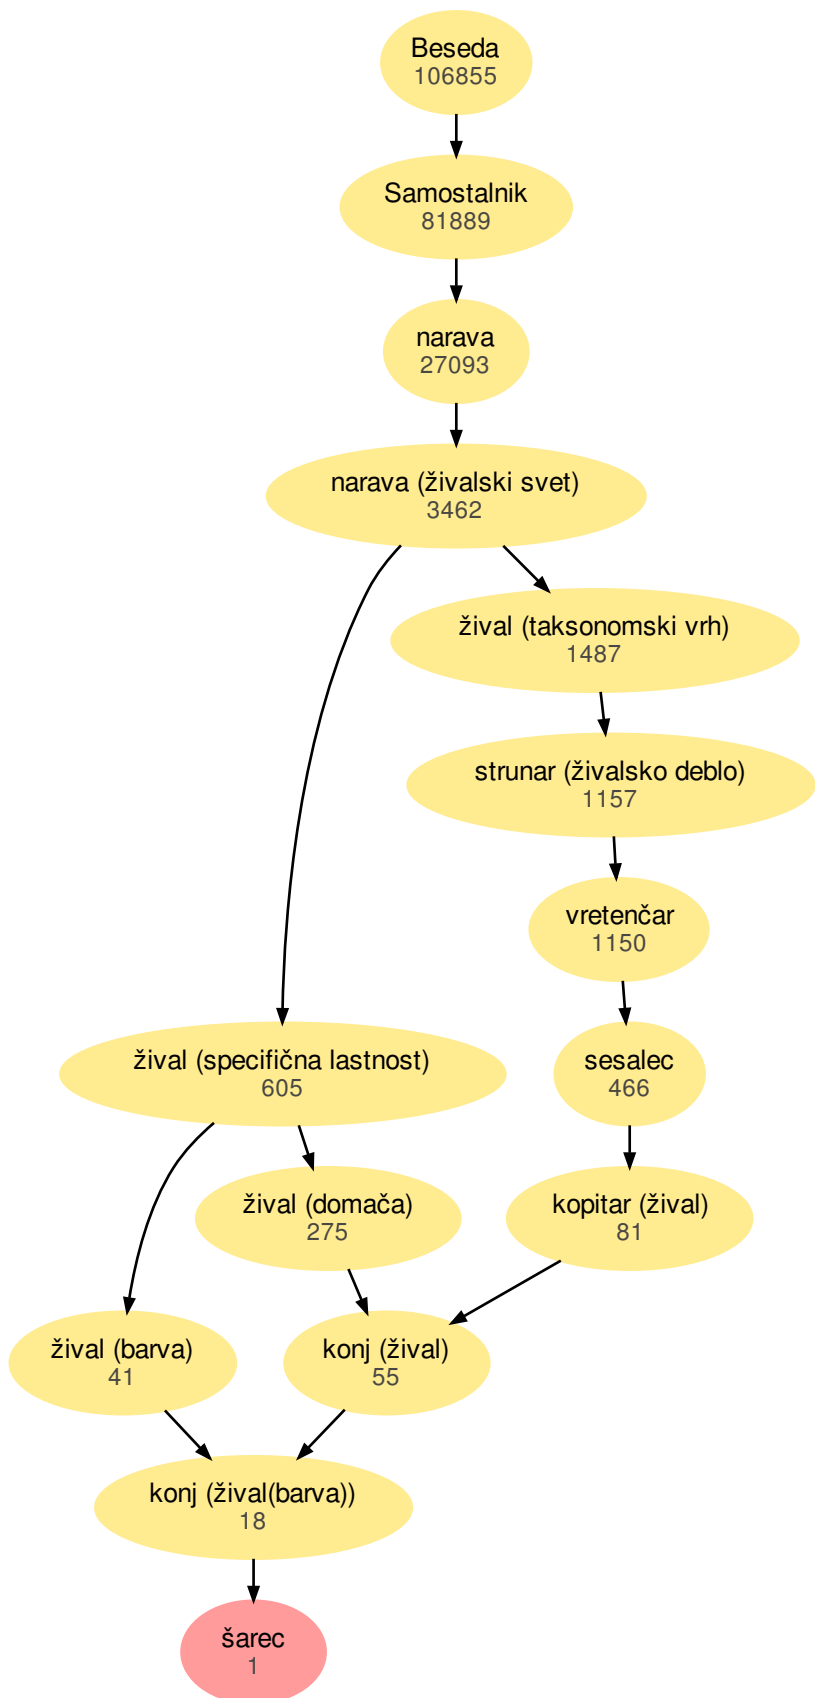 Beseda
106855
Samostalnik
81889
narava
27093
narava (živalski svet)
3462
žival (taksonomski vrh)
1487
strunar (živalsko deblo)
1157
vretenčar
1150
žival (specifična lastnost)
605
sesalec
466
žival (domača)
275
kopitar (žival)
81
žival (barva)
41
konj (žival)
55
konj (žival(barva))
18
šarec
1